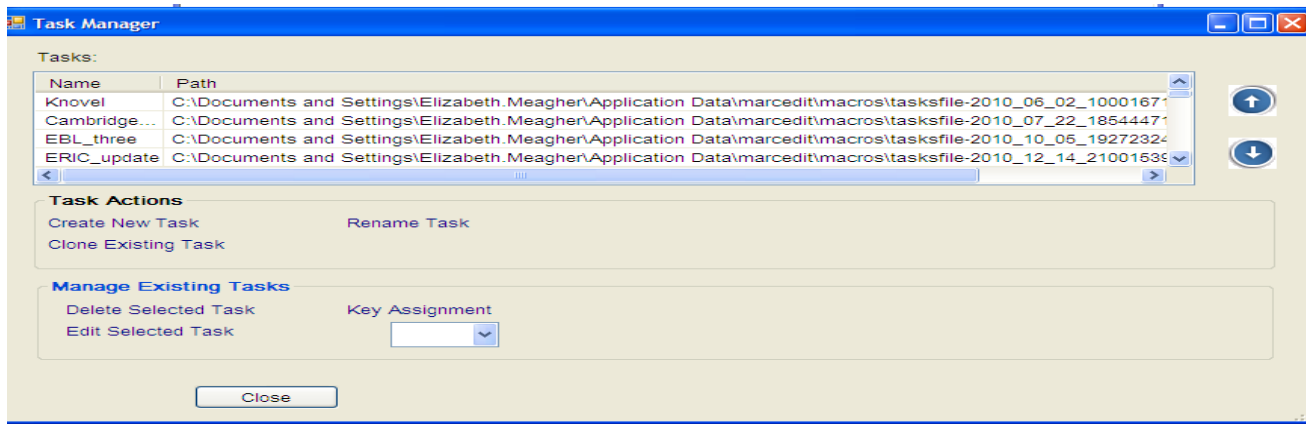 Task Manager
Tasks:
Name Path
Knovel C:\Documents and Settings\Elizabeth.Meagher\Application Data\marcedit\macros\tasksfile-2010_06_02_10001671
Cambridge... C:\Documents and Settings\Elizabeth.Meagher\Application Data\marcedit\macros\tasksfile-2010_07_22_18544471
EBL_three C:\Documents and Settings\Elizabeth.Meagher\Application Data\marcedit\macros\tasksfile-2010_10_05_19272324
ERIC_update C:\Documents and Settings\Elizabeth.Meagher\Application Data\marcedit\macros\tasksfile-2010_12_14_21001539
Task Actions
Create New Task Rename Task
Clone Existing Task
Manage Existing Tasks
Delete Selected Task Key Assignment
Edit Selected Task
Close